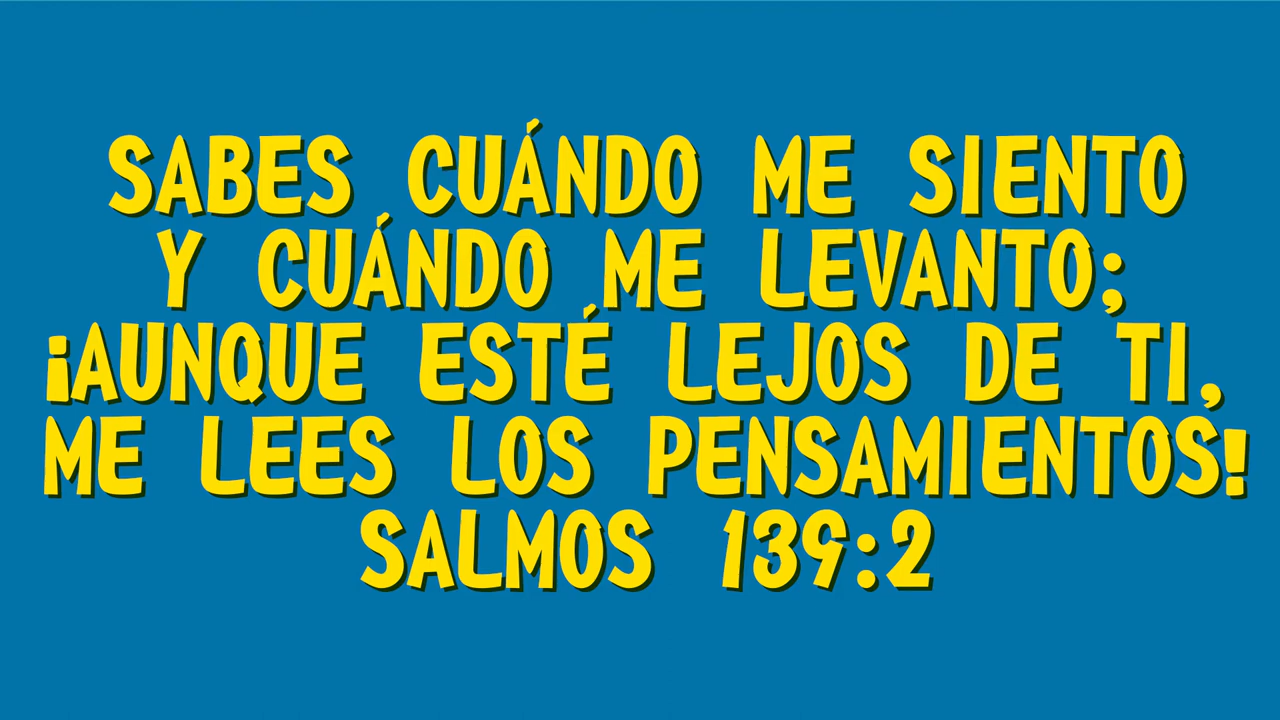 SABES CUÁNDO ME SIENTO
Y CUÁNDO ME LEVANTO;
¡AUNQUE ESTÉ LEJOS DE TI,
ME LEES LOS PENSAMIENTOS!
SALMOS 139:2